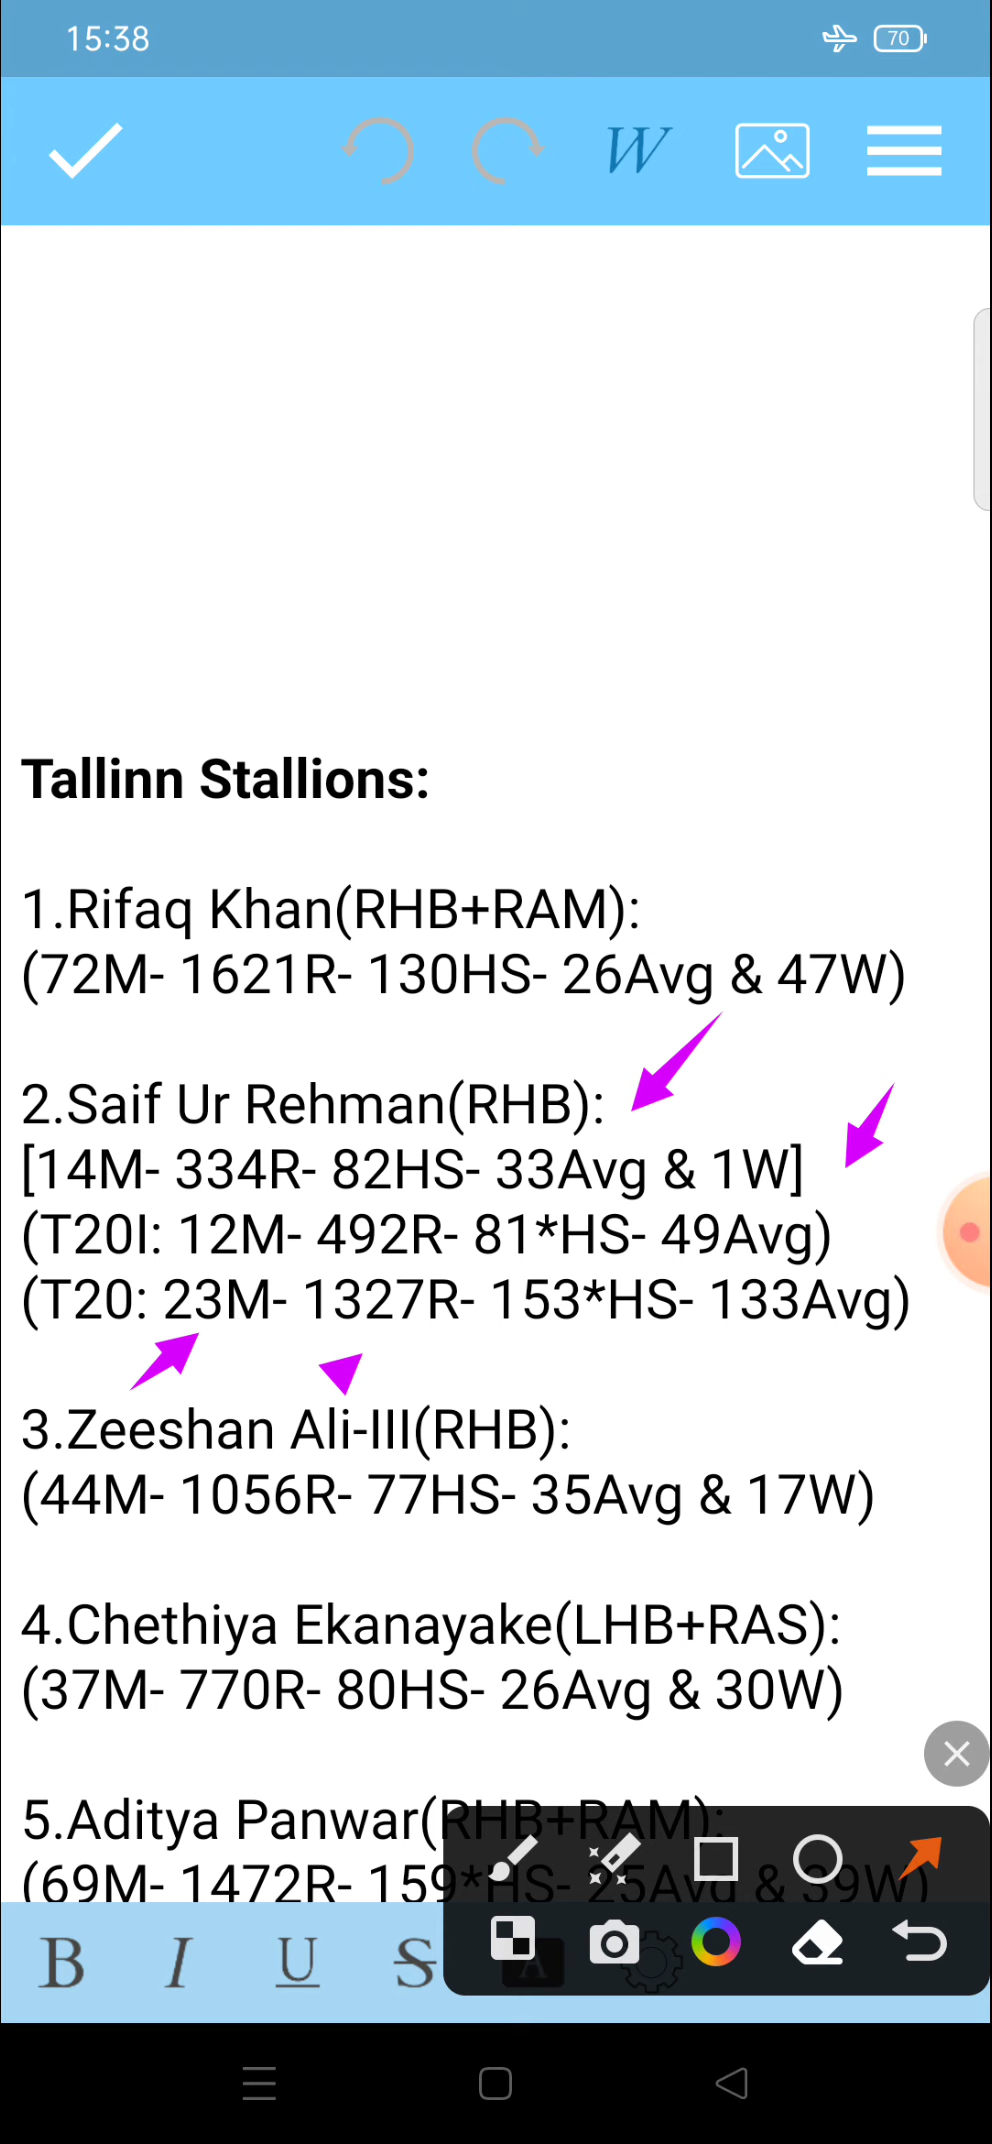 15:38
70
W
Tallinn Stallions:
1.Rifaq Khan(RHB+RAM):
(72M- 1621R- 130HS- 26Avg & 47W)
2.Saif Ur Rehman(RHB):
[14M- 334R- 82HS- 33Avg & 1W]
(T20I: 12M- 492R- 81*HS- 49Avg)
(T20: 23M- 1327R- 153*HS- 133Avg)
3.Zeeshan Ali-III(RHB):
(44M- 1056R- 77HS- 35Avg & 17W)
4.Chethiya Ekanayake(LHB+RAS):
(37M- 770R- 80HS- 26Avg & 30W)
5.Aditya Panwar(RHB+RAM):
(69M- 1472R- 159*HS- 25Avg & 39W)
B I U S A